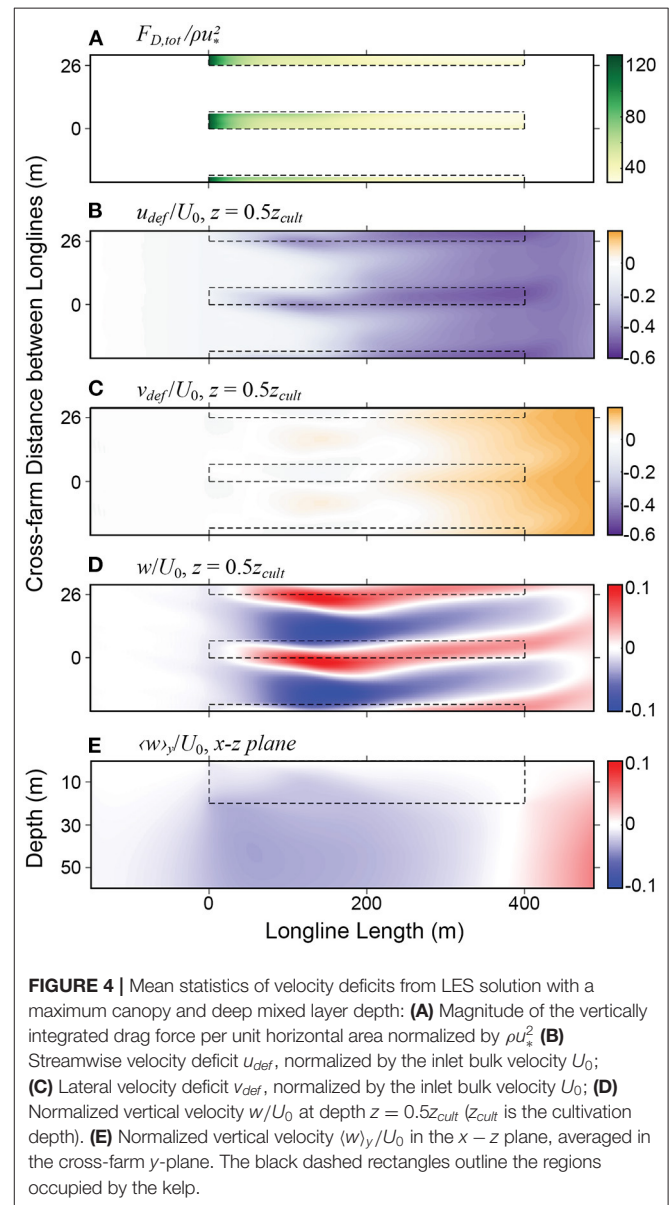 A F_{D,tot}/ρu_*^2
26
0
120
80
40
B u_{def}/U_0, z = 0.5z_{cult}
26
0
0
-0.2
-0.4
-0.6
C v_{def}/U_0, z = 0.5z_{cult}
26
0
0
-0.2
-0.4
-0.6
D w/U_0, z = 0.5z_{cult}
26
0
0.1
0
-0.1
E ‹w›_y/U_0, x-z plane
10
30
50
0.1
0
-0.1
Cross-farm Distance between Longlines (m)
Depth (m)
0 200 400
Longline Length (m)
FIGURE 4 | Mean statistics of velocity deficits from LES solution with a
maximum canopy and deep mixed layer depth: (A) Magnitude of the vertically
integrated drag force per unit horizontal area normalized by ρu_*^2 (B)
Streamwise velocity deficit u_{def}, normalized by the inlet bulk velocity U_0;
(C) Lateral velocity deficit v_{def}, normalized by the inlet bulk velocity U_0; (D)
Normalized vertical velocity w/U_0 at depth z = 0.5z_{cult} (z_{cult} is the cultivation
depth). (E) Normalized vertical velocity ⟨w⟩_y/U_0 in the x − z plane, averaged in
the cross-farm y-plane. The black dashed rectangles outline the regions
occupied by the kelp.